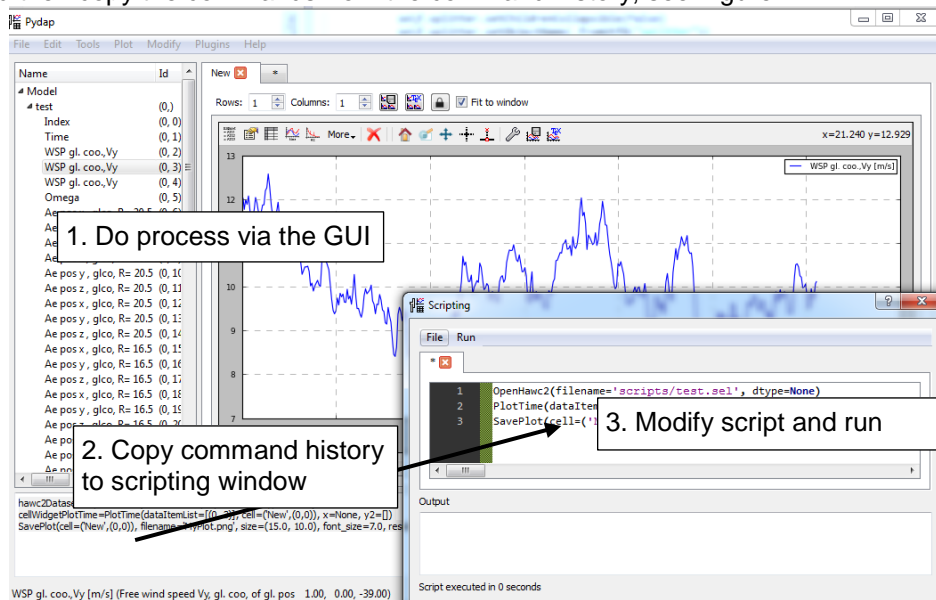 Pydap
File Edit Tools Plot Modify Plugins Help
Name Id
Model
test (0,)
Index (0, 0)
Time (0, 1)
WSP gl. coo.,Vy (0, 2)
WSP gl. coo.,Vy (0, 3)
WSP gl. coo.,Vy (0, 4)
Omega (0, 5)
Ae pos y, glco, R= 20.5 (0, 10
Ae pos y, glco, R= 20.5 (0, 11
Ae pos x, glco, R= 20.5 (0, 12
Ae pos y, glco, R= 20.5 (0, 13
Ae pos z, glco, R= 20.5 (0, 14
Ae pos x, glco, R= 16.5 (0, 15
Ae pos y, glco, R= 16.5 (0, 16
Ae pos z, glco, R= 16.5 (0, 17
Ae pos x, glco, R= 16.5 (0, 18
Ae pos y, glco, R= 16.5 (0, 19
New *
Rows: 1 Columns: 1 Fit to window
More x=21.240 y=12.929
WSP gl. coo.,Vy [m/s]
13
12
10
9
8
7
1. Do process via the GUI
Scripting
File Run
*
1 OpenHawc2(filename='scripts/test.sel', dtype=None)
2 PlotTime(dataItem
3 SavePlot(cell=('
3. Modify script and run
2. Copy command history
to scripting window
Output
Script executed in 0 seconds
hawc2Datase
cellWidgetPlotTime=PlotTime(dataItemList=[(0, 3)], cell=('New',(0,0)), x=None, y2=[])
SavePlot(cell=('New',(0,0)), filename='MyPlot.png', size=(15.0, 10.0), font_size=7.0, res
WSP gl. coo.,Vy [m/s] (Free wind speed Vy, gl. coo, of gl. pos 1.00, 0.00, -39.00)